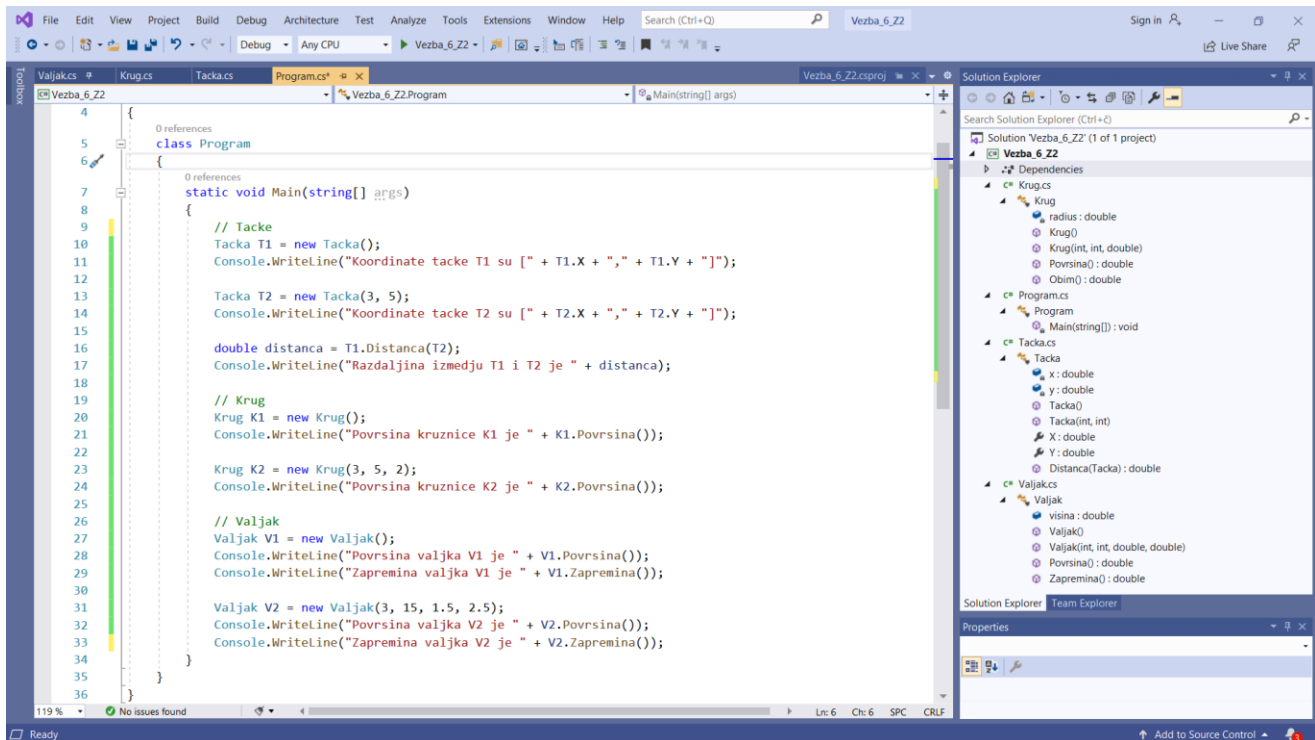 File Edit View Project Build Debug Architecture Test Analyze Tools Extensions Window Help Search (Ctrl+Q) Vezba_6_Z2 Sign in
Debug Any CPU Vezba_6_Z2 Live Share
Toolbox
Valjak.cs Krug.cs Tacka.cs Program.cs* Vezba_6_Z2.csproj
C# Vezba_6_Z2 Vezba_6_Z2.Program Main(string[] args)
4 {
0 references
5 class Program
6 {
0 references
7 static void Main(string[] args)
8 {
9 // Tacke
10 Tacka T1 = new Tacka();
11 Console.WriteLine("Koordinate tacke T1 su [" + T1.X + "," + T1.Y + "]");
12
13 Tacka T2 = new Tacka(3, 5);
14 Console.WriteLine("Koordinate tacke T2 su [" + T2.X + "," + T2.Y + "]");
15
16 double distanca = T1.Distanca(T2);
17 Console.WriteLine("Razdaljina izmedju T1 i T2 je " + distanca);
18
19 // Krug
20 Krug K1 = new Krug();
21 Console.WriteLine("Povrsina kruznice K1 je " + K1.Povrsina());
22
23 Krug K2 = new Krug(3, 5, 2);
24 Console.WriteLine("Povrsina kruznice K2 je " + K2.Povrsina());
25
26 // Valjak
27 Valjak V1 = new Valjak();
28 Console.WriteLine("Povrsina valjka V1 je " + V1.Povrsina());
29 Console.WriteLine("Zapremina valjka V1 je " + V1.Zapremina());
30
31 Valjak V2 = new Valjak(3, 15, 1.5, 2.5);
32 Console.WriteLine("Povrsina valjka V2 je " + V2.Povrsina());
33 Console.WriteLine("Zapremina valjka V2 je " + V2.Zapremina());
34 }
35 }
36 }
119 % No issues found Ln: 6 Ch: 6 SPC CRLF
Solution Explorer
Search Solution Explorer (Ctrl+č)
Solution 'Vezba_6_Z2' (1 of 1 project)
C# Vezba_6_Z2
Dependencies
C# Krug.cs
Krug
radius : double
Krug()
Krug(int, int, double)
Povrsina() : double
Obim() : double
C# Program.cs
Program
Main(string[]) : void
C# Tacka.cs
Tacka
x : double
y : double
Tacka()
Tacka(int, int)
X : double
Y : double
Distanca(Tacka) : double
C# Valjak.cs
Valjak
visina : double
Valjak()
Valjak(int, int, double, double)
Povrsina() : double
Zapremina() : double
Solution Explorer Team Explorer
Properties
Ready Add to Source Control 3